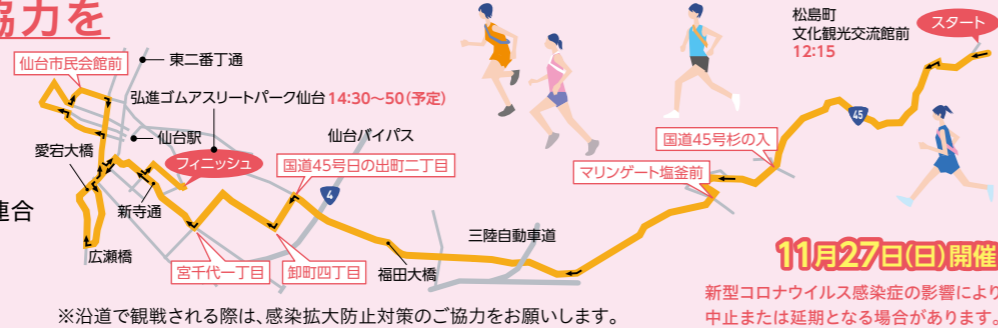 協力を
松島町
文化観光交流館前
12:15
スタート
仙台市民会館前
東二番丁通
弘進ゴムアスリートパーク仙台 14:30～50(予定)
仙台駅
仙台バイパス
愛宕大橋
フィニッシュ
国道45号日の出町二丁目
4
45
国道45号杉の入
マリンゲート塩釜前
連合
新寺通
広瀬橋
宮千代一丁目
卸町四丁目
福田大橋
三陸自動車道
11月27日(日)開催
新型コロナウイルス感染症の影響により
中止または延期となる場合があります。
※沿道で観戦される際は、感染拡大防止対策のご協力をお願いします。